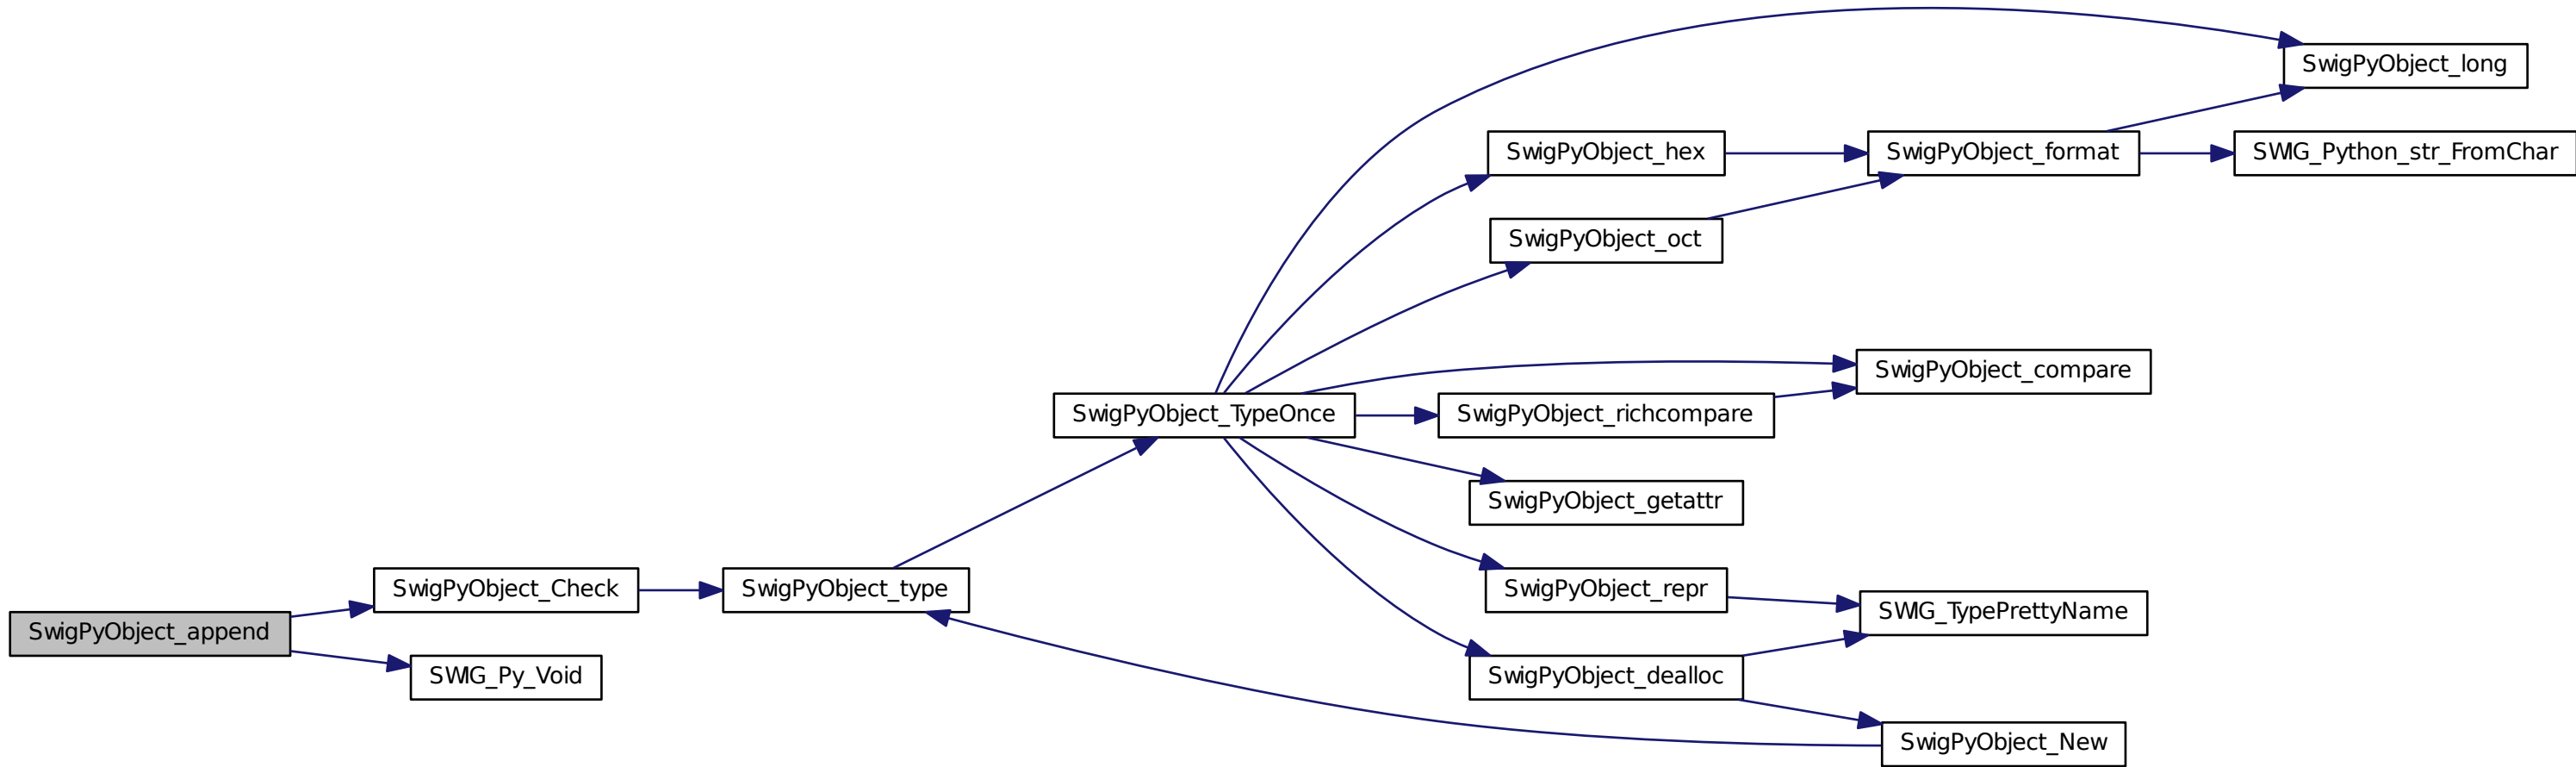 SwigPyObject_long
SwigPyObject_hex
SwigPyObject_format
SWIG_Python_str_FromChar
SwigPyObject_oct
SwigPyObject_compare
SwigPyObject_TypeOnce
SwigPyObject_richcompare
SwigPyObject_getattr
SwigPyObject_Check
SwigPyObject_type
SwigPyObject_repr
SWIG_TypePrettyName
SwigPyObject_append
SWIG_Py_Void
SwigPyObject_dealloc
SwigPyObject_New